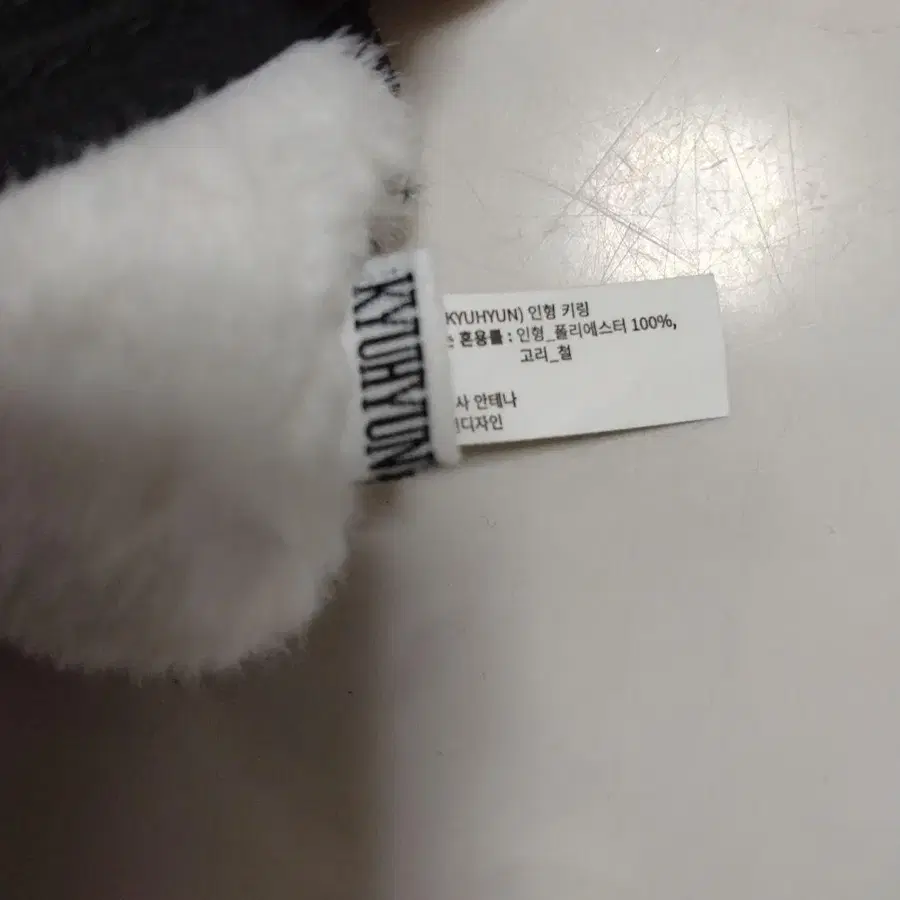 KYUHYUN
KYUHYUN) 인형 키링
혼용률 : 인형_폴리에스터 100%,
고리_철
사 안테나
디자인